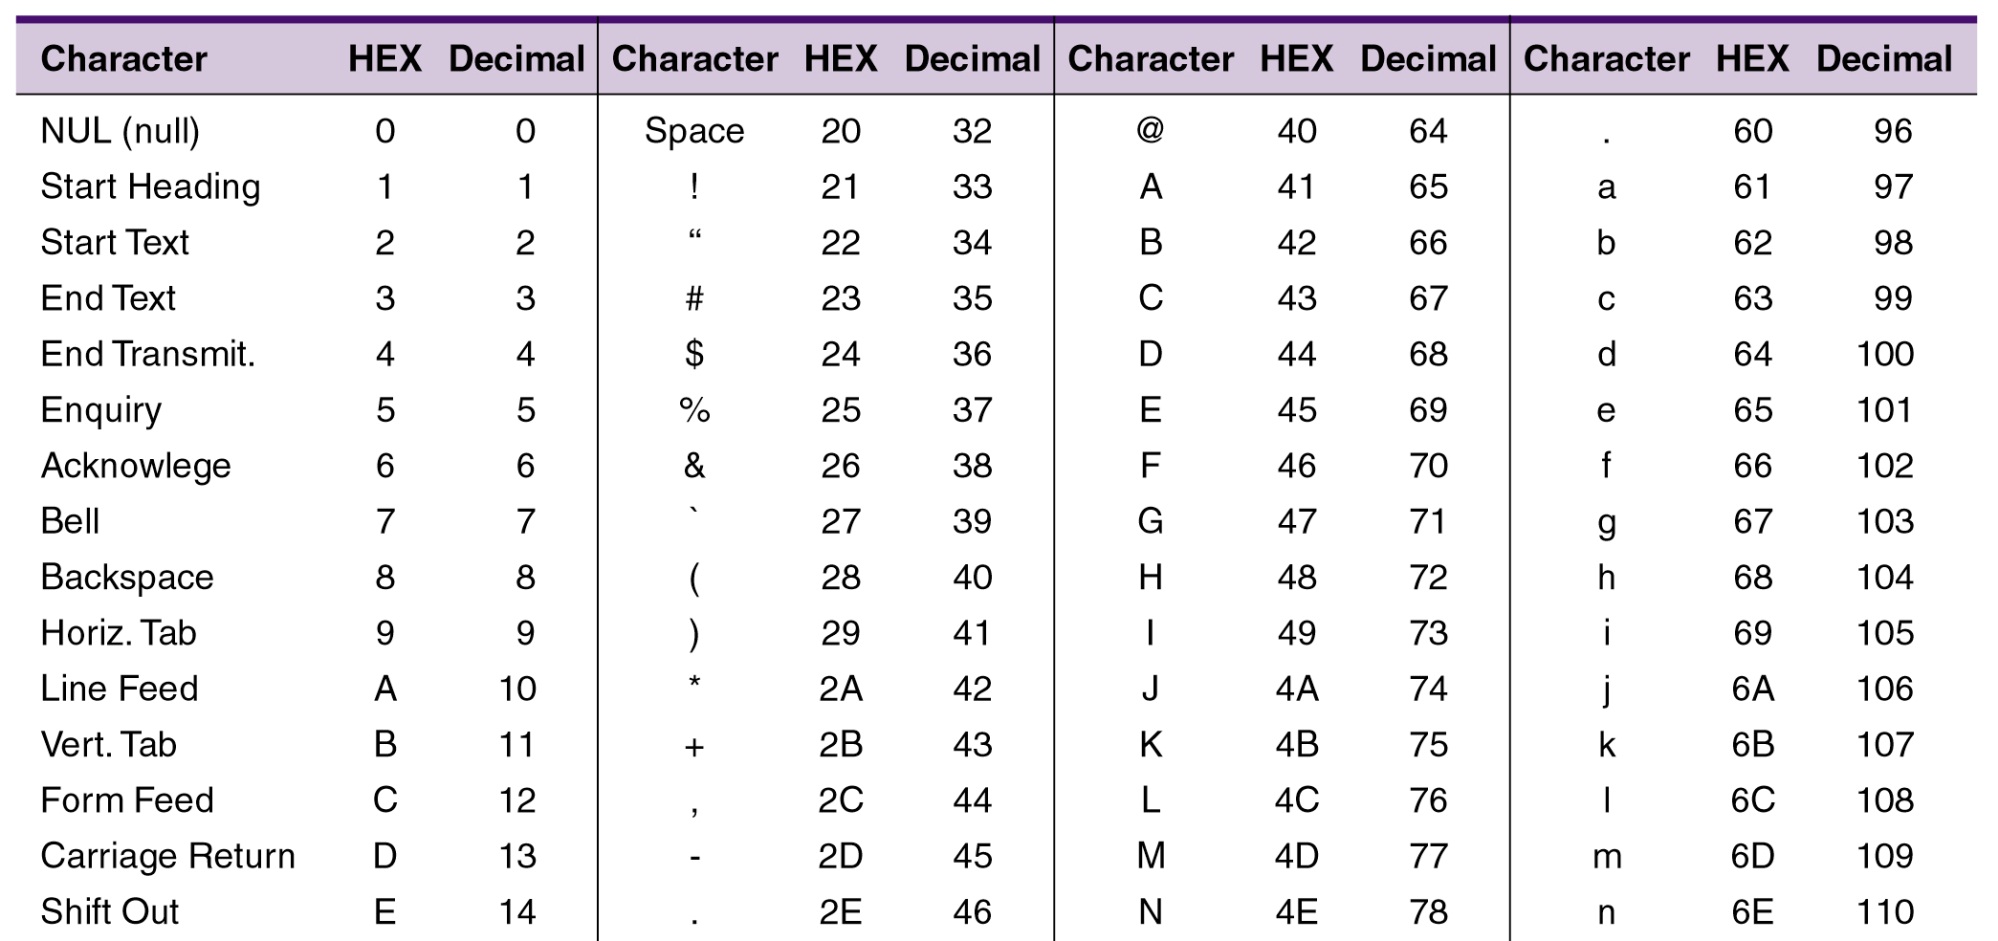 Character HEX Decimal Character HEX Decimal Character HEX Decimal Character HEX Decimal
NUL (null) 0 0 Space 20 32 @ 40 64 . 60 96
Start Heading 1 1 ! 21 33 A 41 65 a 61 97
Start Text 2 2 “ 22 34 B 42 66 b 62 98
End Text 3 3 # 23 35 C 43 67 c 63 99
End Transmit. 4 4 $ 24 36 D 44 68 d 64 100
Enquiry 5 5 % 25 37 E 45 69 e 65 101
Acknowlege 6 6 & 26 38 F 46 70 f 66 102
Bell 7 7 ` 27 39 G 47 71 g 67 103
Backspace 8 8 ( 28 40 H 48 72 h 68 104
Horiz. Tab 9 9 ) 29 41 I 49 73 i 69 105
Line Feed A 10 * 2A 42 J 4A 74 j 6A 106
Vert. Tab B 11 + 2B 43 K 4B 75 k 6B 107
Form Feed C 12 , 2C 44 L 4C 76 l 6C 108
Carriage Return D 13 - 2D 45 M 4D 77 m 6D 109
Shift Out E 14 . 2E 46 N 4E 78 n 6E 110